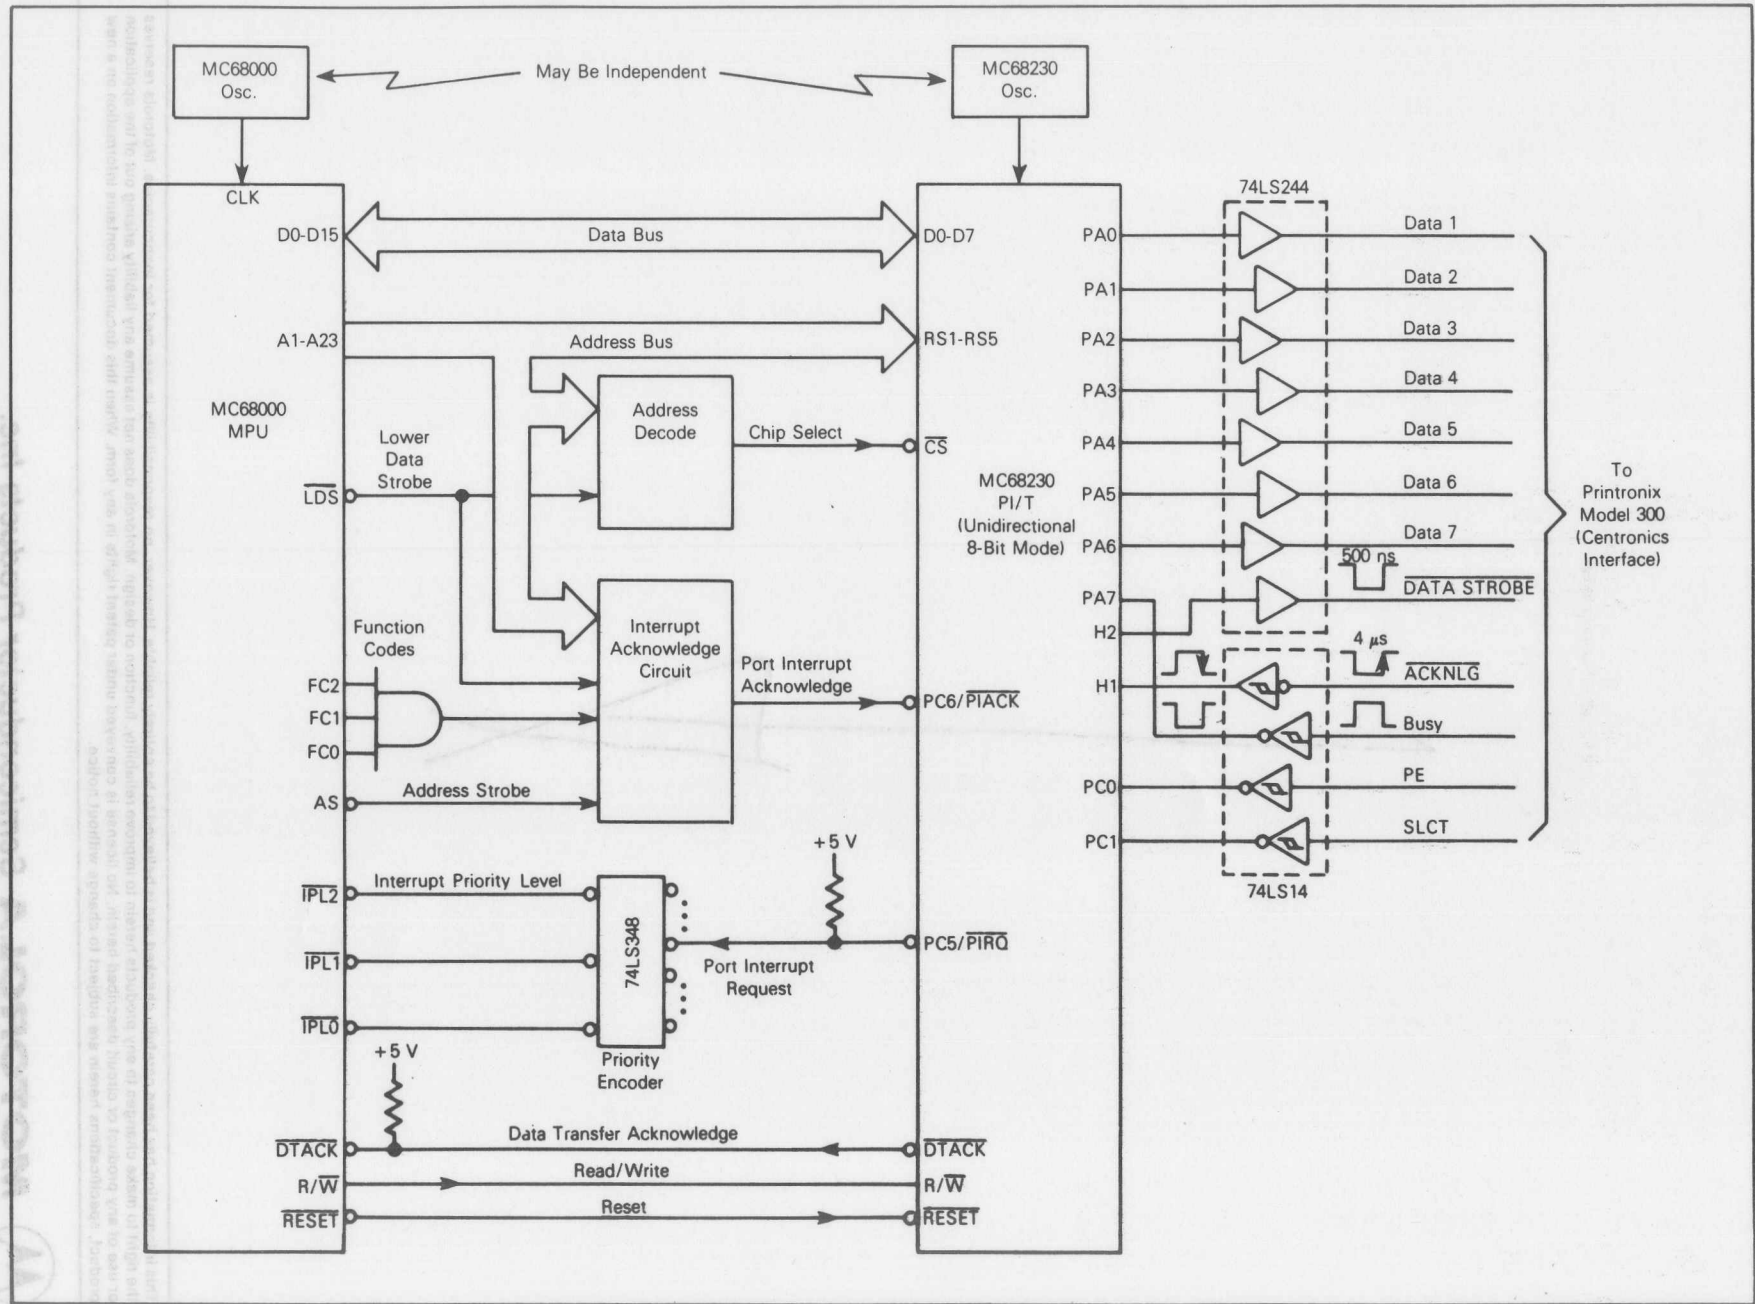 MC68000
Osc.
May Be Independent
MC68230
Osc.
CLK
D0-D15
Data Bus
D0-D7
A1-A23
Address Bus
RS1-RS5
MC68000
MPU
Lower
Data
Strobe
LDS
Address
Decode
Chip Select
CS
MC68230
PI/T
(Unidirectional
8-Bit Mode)
Function
Codes
FC2
FC1
FC0
Interrupt
Acknowledge
Circuit
Port Interrupt
Acknowledge
PC6/PIACK
AS
Address Strobe
+5 V
IPL2
Interrupt Priority Level
IPL1
IPL0
74LS348
Priority
Encoder
Port Interrupt
Request
PC5/PIRQ
+5 V
DTACK
Data Transfer Acknowledge
DTACK
R/W
Read/Write
R/W
RESET
Reset
RESET
74LS244
PA0
Data 1
PA1
Data 2
PA2
Data 3
PA3
Data 4
PA4
Data 5
PA5
Data 6
PA6
Data 7
500 ns
PA7
DATA STROBE
H2
4 µs
H1
ACKNLG
Busy
PC0
PE
PC1
SLCT
74LS14
To
Printronix
Model 300
(Centronics
Interface)